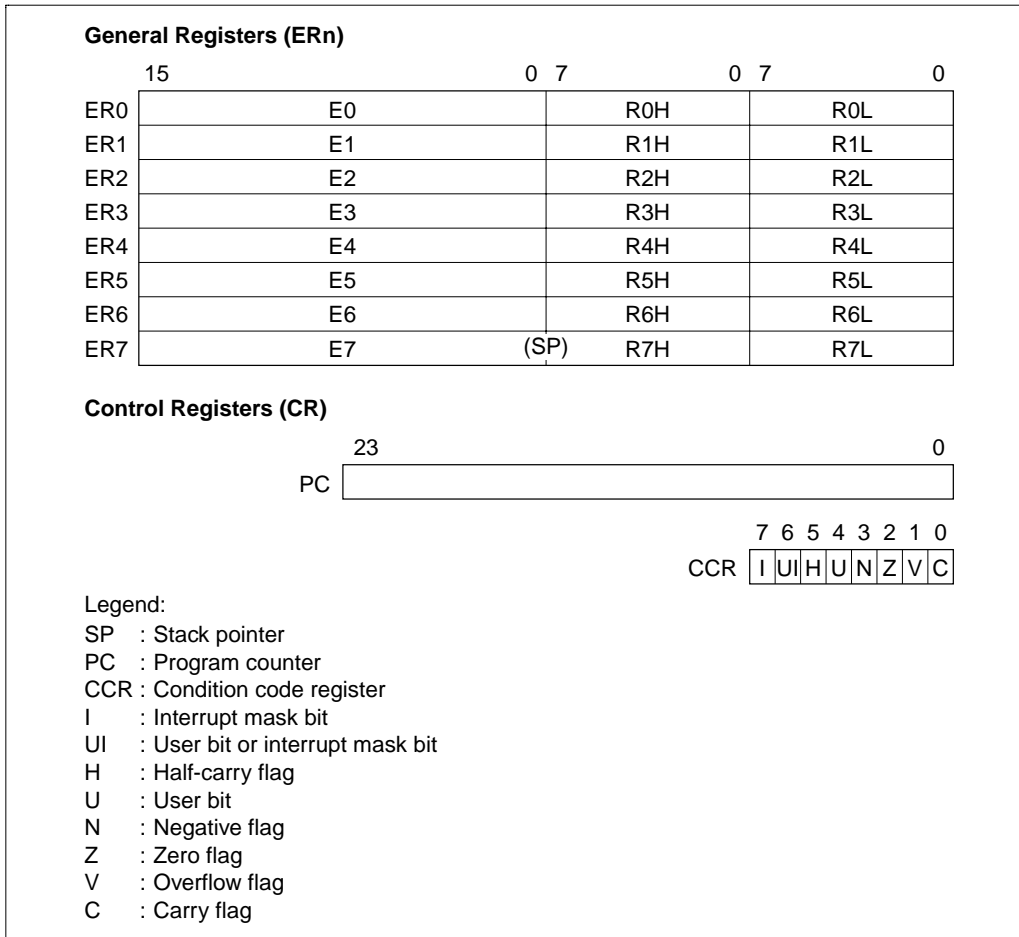 General Registers (ERn)
15 0 7 0 7 0
ER0 E0 R0H R0L
ER1 E1 R1H R1L
ER2 E2 R2H R2L
ER3 E3 R3H R3L
ER4 E4 R4H R4L
ER5 E5 R5H R5L
ER6 E6 R6H R6L
ER7 E7 (SP) R7H R7L
Control Registers (CR)
23 0
PC
7 6 5 4 3 2 1 0
CCR I UI H U N Z V C
Legend:
SP : Stack pointer
PC : Program counter
CCR : Condition code register
I : Interrupt mask bit
UI : User bit or interrupt mask bit
H : Half-carry flag
U : User bit
N : Negative flag
Z : Zero flag
V : Overflow flag
C : Carry flag